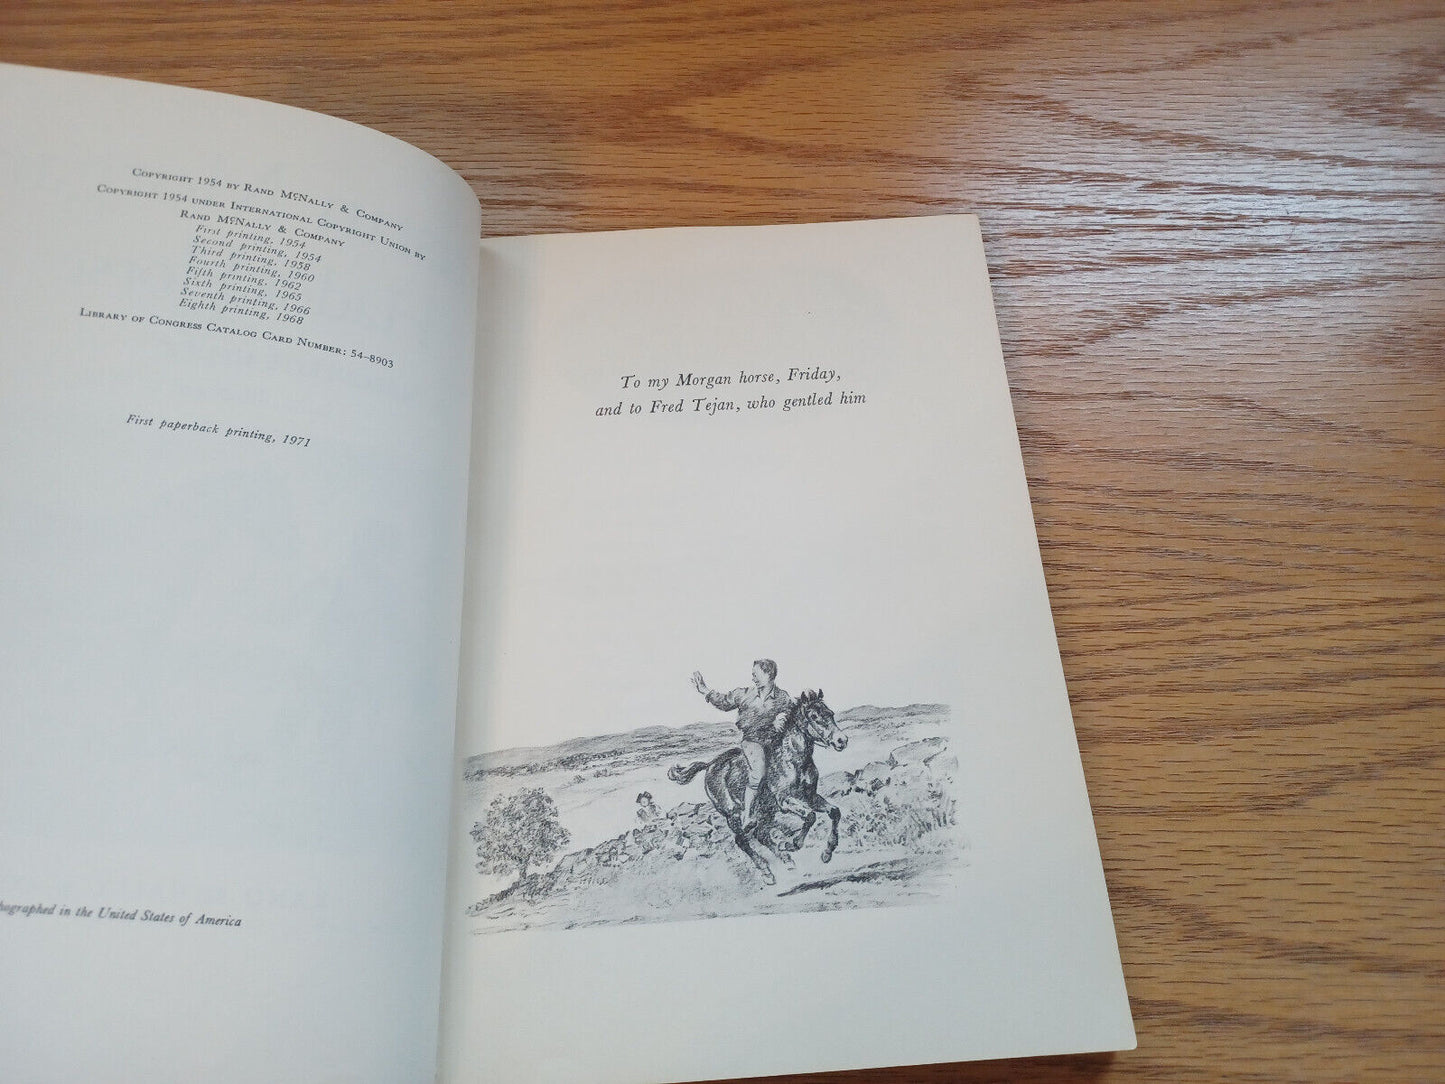 Copyright 1954 by Rand McNally & Company
Copyright 1954 under International Copyright Union by
Rand McNally & Company
First printing, 1954
Second printing, 1954
Third printing, 1958
Fourth printing, 1960
Fifth printing, 1962
Sixth printing, 1965
Seventh printing, 1966
Eighth printing, 1968
Library of Congress Catalog Card Number: 54-8903
First paperback printing, 1971
hographed in the United States of America
To my Morgan horse, Friday,
and to Fred Tejan, who gentled him